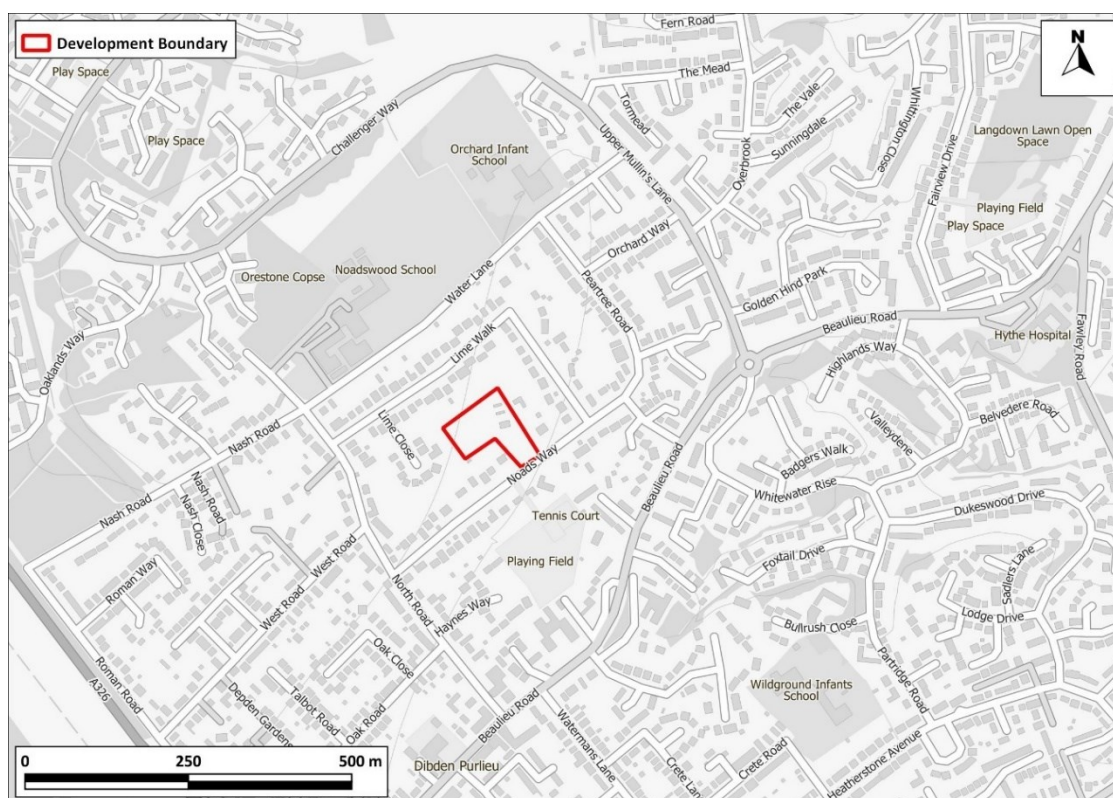 Development Boundary
N
Fern Road
Play Space
The Mead
Play Space
Challenger Way
Tormead
The Vale
Whittington Close
Orchard Infant
School
Upper Mullin's Lane
Sunningdale
Overbrook
Fairview Drive
Langdown Lawn Open
Space
Playing Field
Play Space
Orchard Way
Orestone Copse
Noadswood School
Water Lane
Peartree Road
Golden Hind Park
Beaulieu Road
Hythe Hospital
Fawley Road
Oaklands Way
Lime Walk
Highlands Way
Lime Close
Nash Road
Valleydene
Belvedere Road
Noads Way
Badgers Walk
Beaulieu Road
Whitewater Rise
Nash Road
Nash Road
Nash Close
Tennis Court
Dukeswood Drive
Playing Field
Foxtail Drive
Sadlers Lane
Roman Way
West Road
West Road
North Road
Haynes Way
Lodge Drive
Bullrush Close
Oak Close
Partridge Road
Roman Road
A326
Depden Gardens
Talbot Road
Oak Road
Beaulieu Road
Wildground Infants
School
Watermans Lane
Crete Road
Crete Lane
Heatherstone Avenue
Dibden Purlieu
0 250 500 m